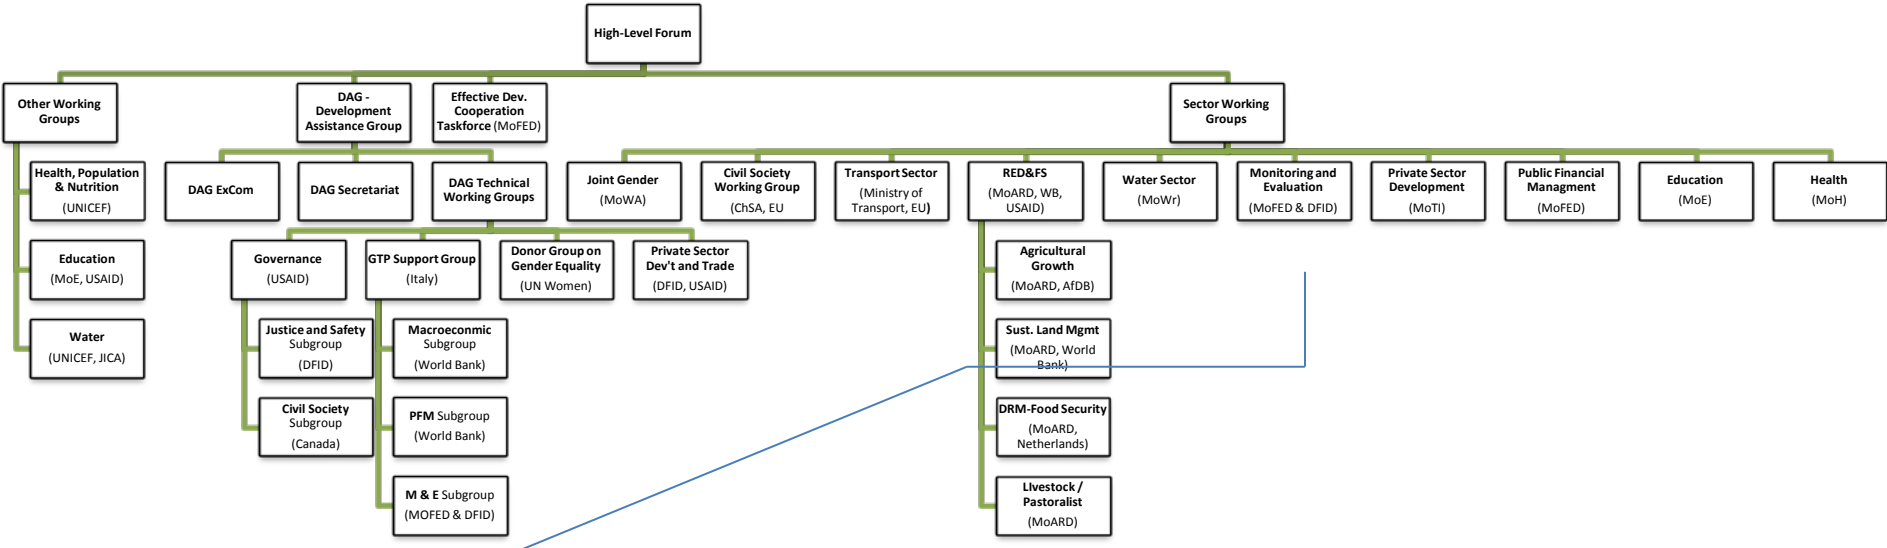 High-Level Forum
Other Working
Groups
DAG -
Development
Assistance Group
Effective Dev.
Cooperation
Taskforce (MoFED)
Sector Working
Groups
Health, Population
& Nutrition
(UNICEF)
DAG ExCom
DAG Secretariat
DAG Technical
Working Groups
Joint Gender
(MoWA)
Civil Society
Working Group
(ChSA, EU
Transport Sector
(Ministry of
Transport, EU)
RED&FS
(MoARD, WB,
USAID)
Water Sector
(MoWr)
Monitoring and
Evaluation
(MoFED & DFID)
Private Sector
Development
(MoTI)
Public Financial
Managment
(MoFED)
Education
(MoE)
Health
(MoH)
Education
(MoE, USAID)
Governance
(USAID)
GTP Support Group
(Italy)
Donor Group on
Gender Equality
(UN Women)
Private Sector
Dev't and Trade
(DFID, USAID)
Agricultural
Growth
(MoARD, AfDB)
Water
(UNICEF, JICA)
Justice and Safety
Subgroup
(DFID)
Macroeconmic
Subgroup
(World Bank)
Sust. Land Mgmt
(MoARD, World
Bank)
Civil Society
Subgroup
(Canada)
PFM Subgroup
(World Bank)
DRM-Food Security
(MoARD,
Netherlands)
M & E Subgroup
(MOFED & DFID)
LIvestock /
Pastoralist
(MoARD)